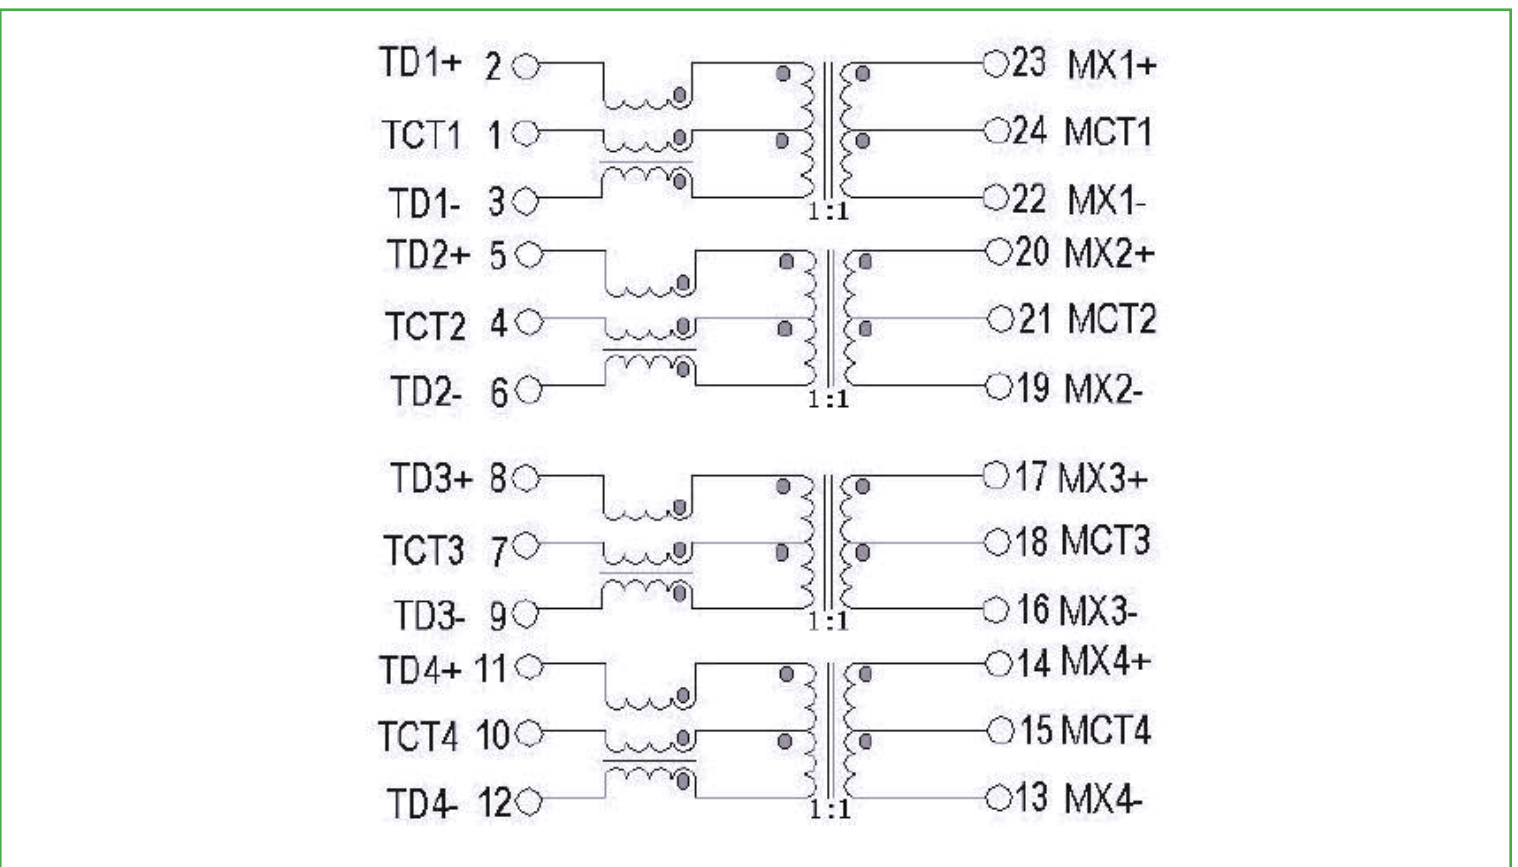 TD1+ 2 23 MX1+
TCT1 1 24 MCT1
TD1- 3 22 MX1-
1:1
TD2+ 5 20 MX2+
TCT2 4 21 MCT2
TD2- 6 19 MX2-
1:1
TD3+ 8 17 MX3+
TCT3 7 18 MCT3
TD3- 9 16 MX3-
1:1
TD4+ 11 14 MX4+
TCT4 10 15 MCT4
TD4- 12 13 MX4-
1:1